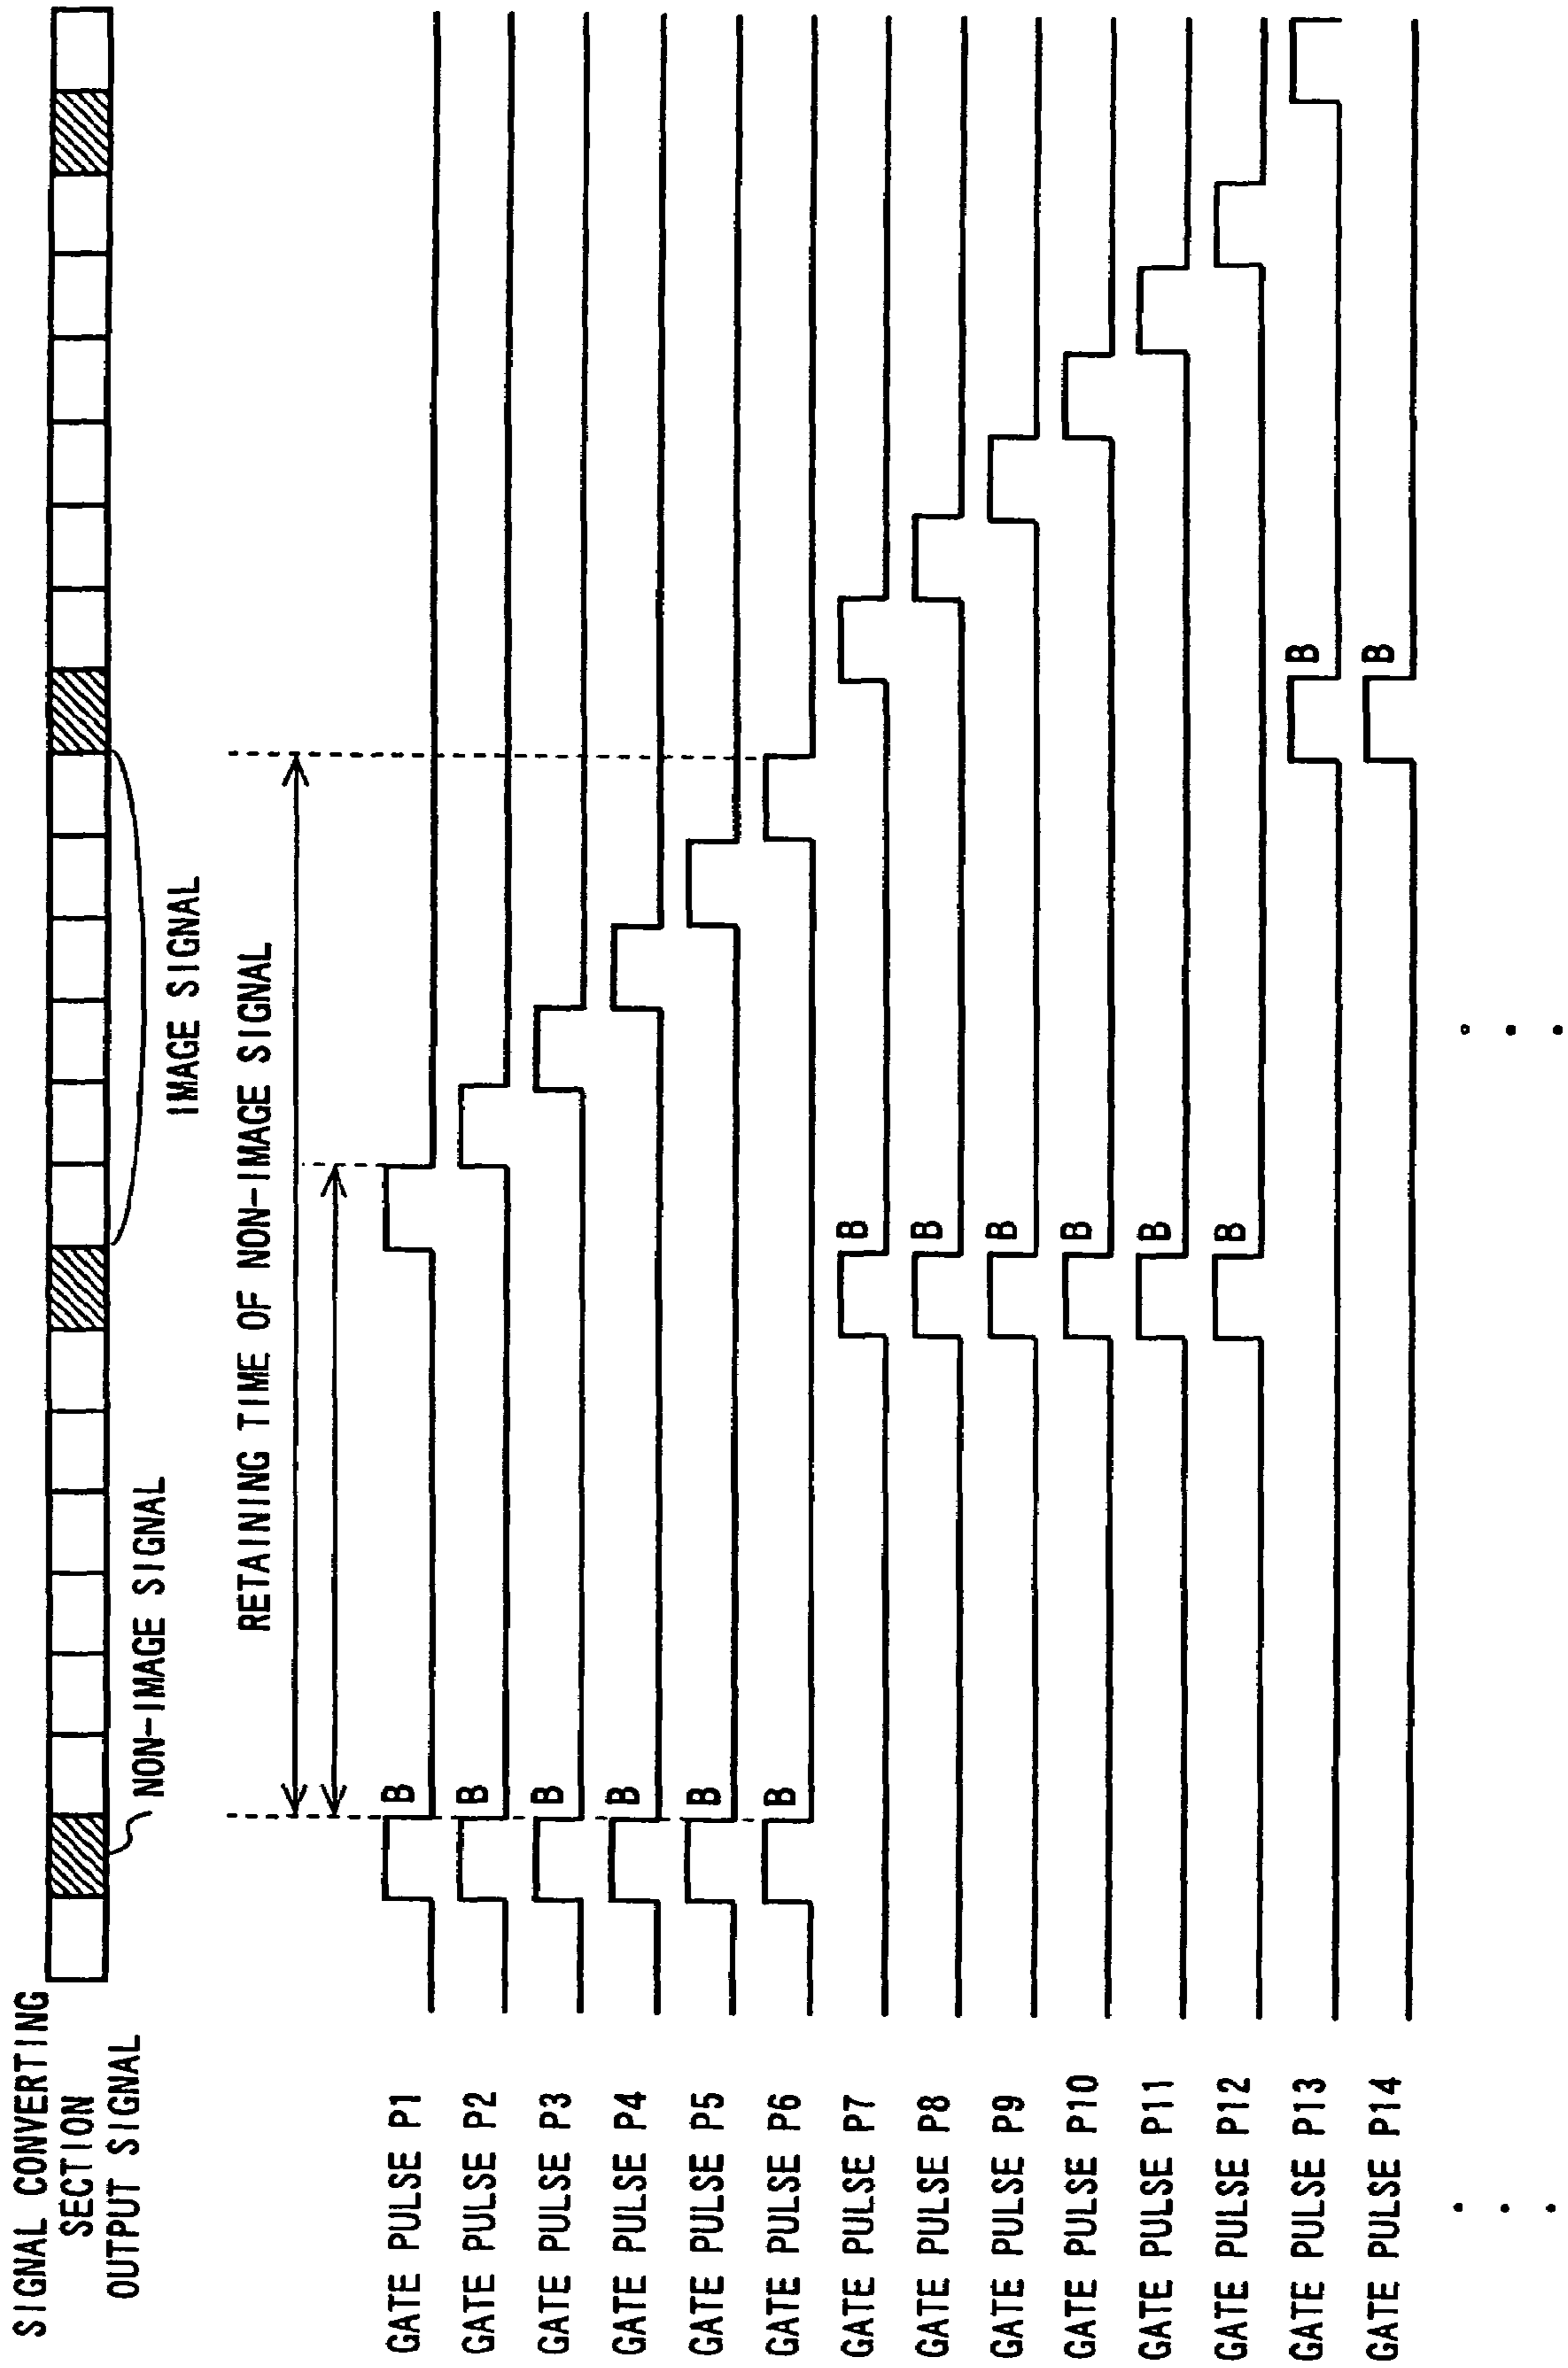 SIGNAL CONVERTING
SECTION
OUTPUT SIGNAL
NON-IMAGE SIGNAL
IMAGE SIGNAL
RETAINING TIME OF NON-IMAGE SIGNAL
GATE PULSE P1
B
GATE PULSE P2
B
GATE PULSE P3
B
GATE PULSE P4
B
GATE PULSE P5
B
GATE PULSE P6
B
GATE PULSE P7
B
GATE PULSE P8
B
GATE PULSE P9
B
GATE PULSE P10
B
GATE PULSE P11
B
GATE PULSE P12
B
GATE PULSE P13
B
GATE PULSE P14
B